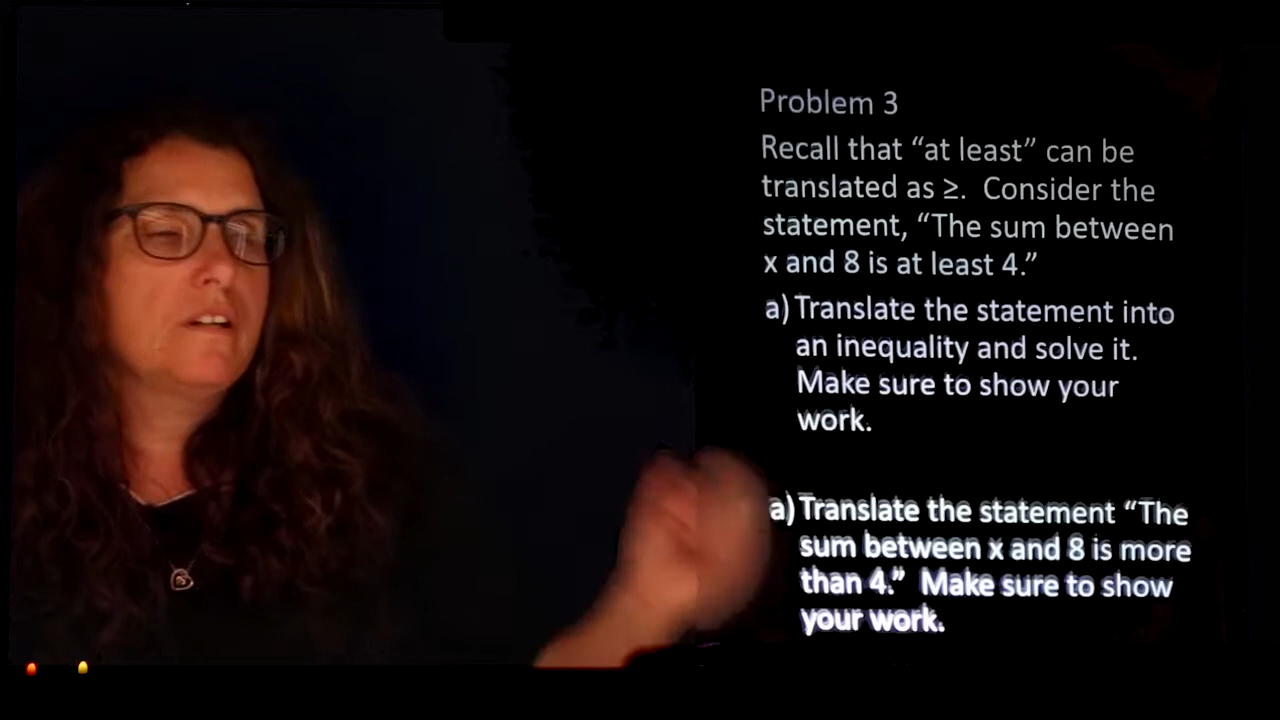 Problem 3
Recall that “at least” can be
translated as ≥. Consider the
statement, “The sum between
x and 8 is at least 4.”
a) Translate the statement into
an inequality and solve it.
Make sure to show your
work.
a) Translate the statement “The
sum between x and 8 is more
than 4.” Make sure to show
your work.